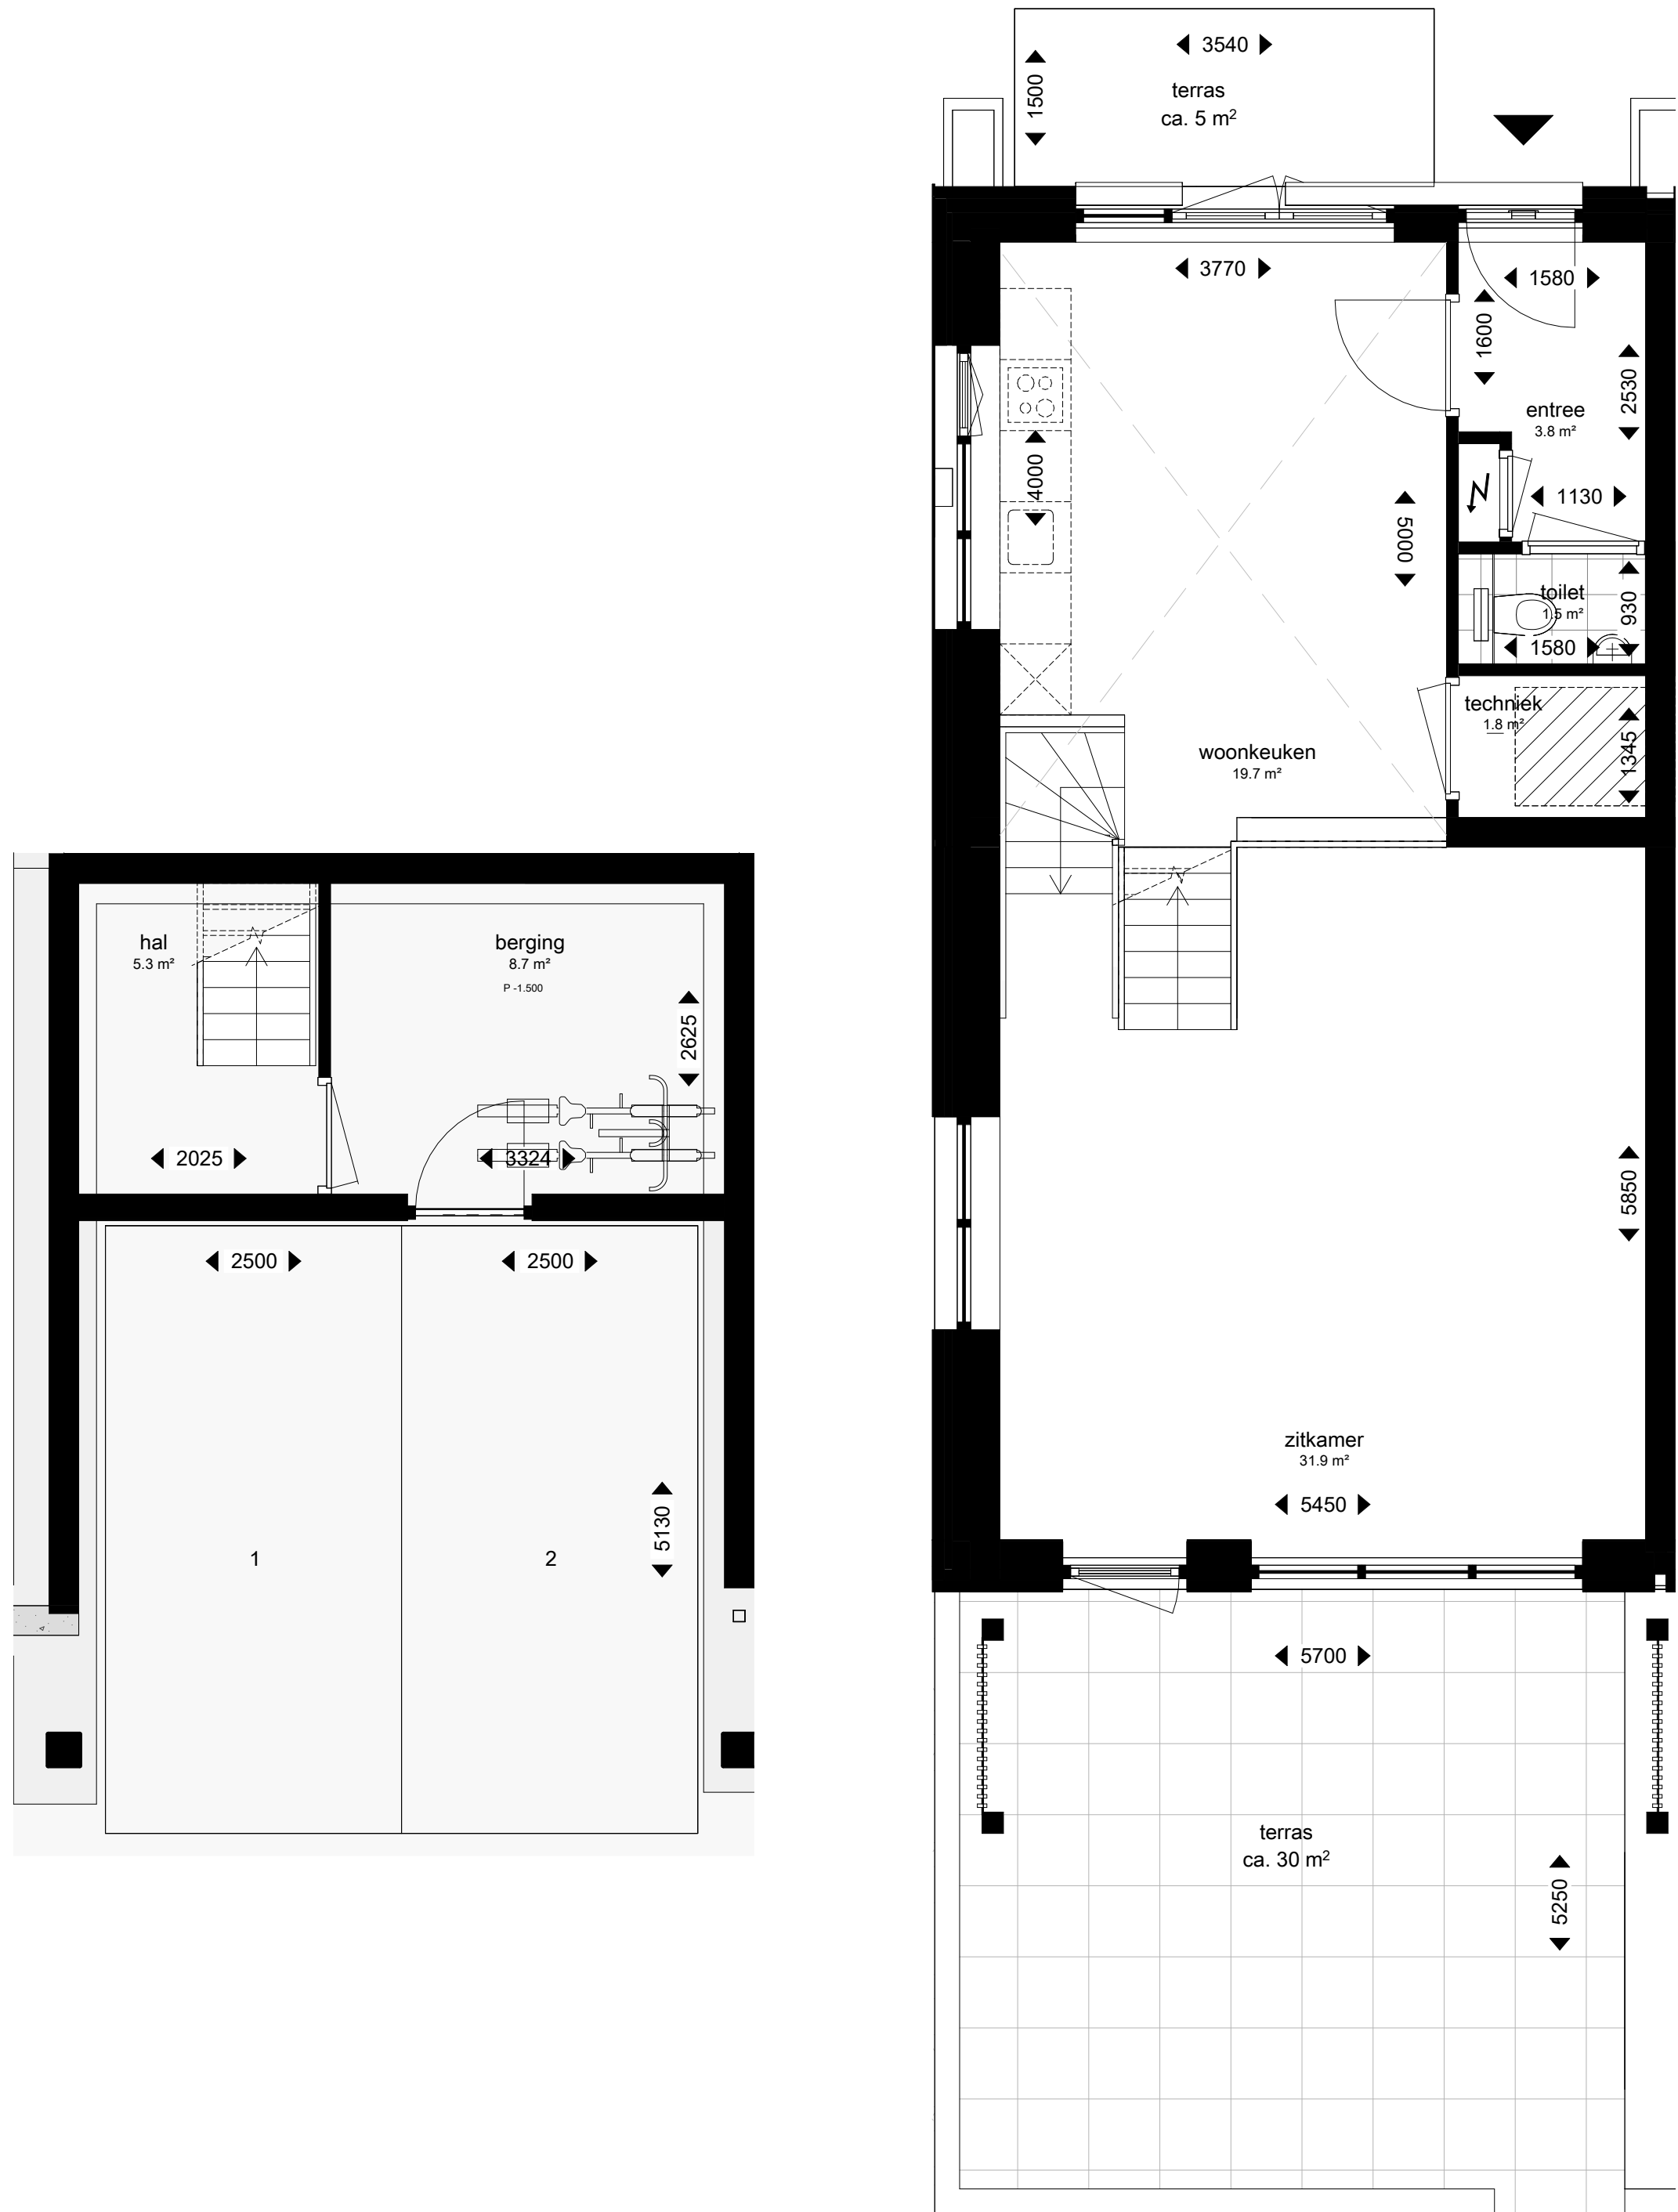 3540
1500
terras
ca. 5 m²
3770
1580
1600
2530
entree
3.8 m²
4000
5000
1130
toilet
1.5 m²
930
1580
techniek
1.8 m²
1345
woonkeuken
19.7 m²
hal
5.3 m²
berging
8.7 m²
P -1.500
2625
2025
3324
2500
2500
5850
zitkamer
31.9 m²
5450
5130
1
2
5700
terras
ca. 30 m²
5250